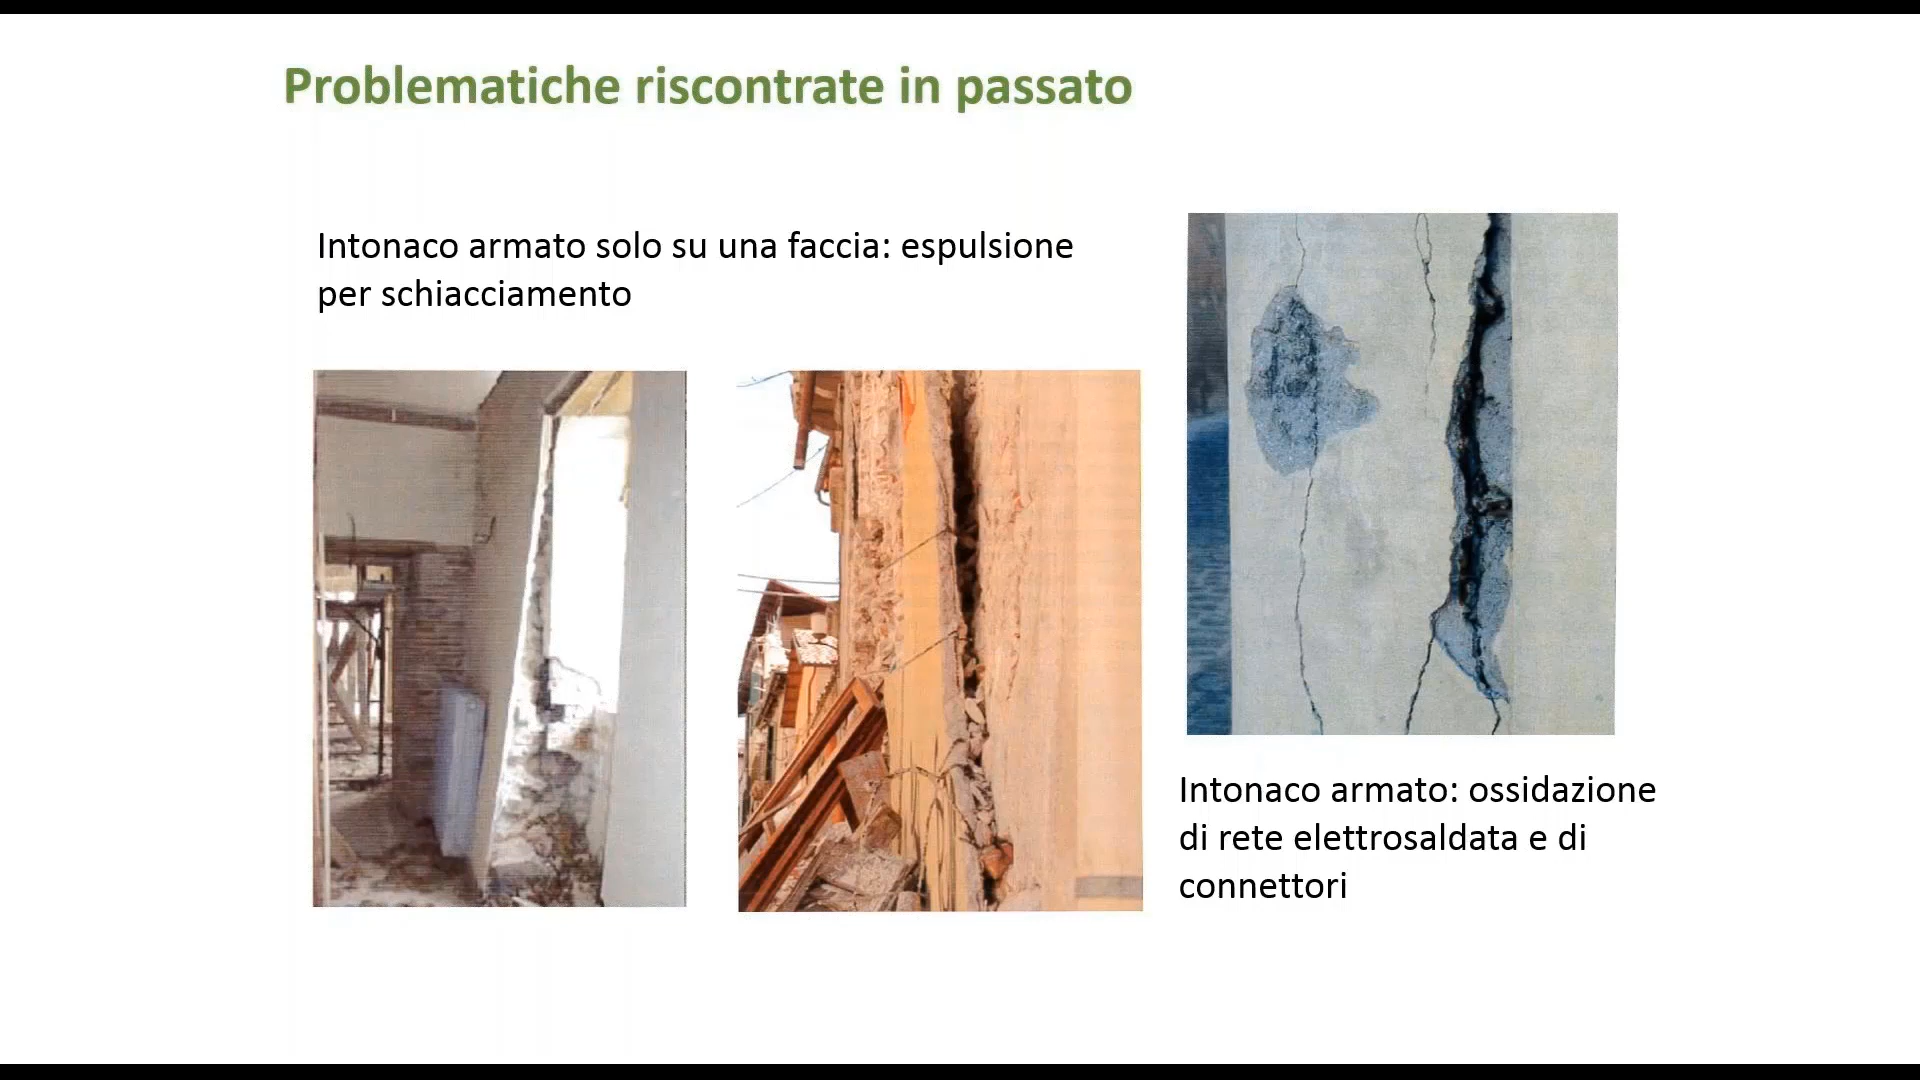 Problematiche riscontrate in passato
Intonaco armato solo su una faccia: espulsione
per schiacciamento
Intonaco armato: ossidazione
di rete elettrosaldata e di
connettori